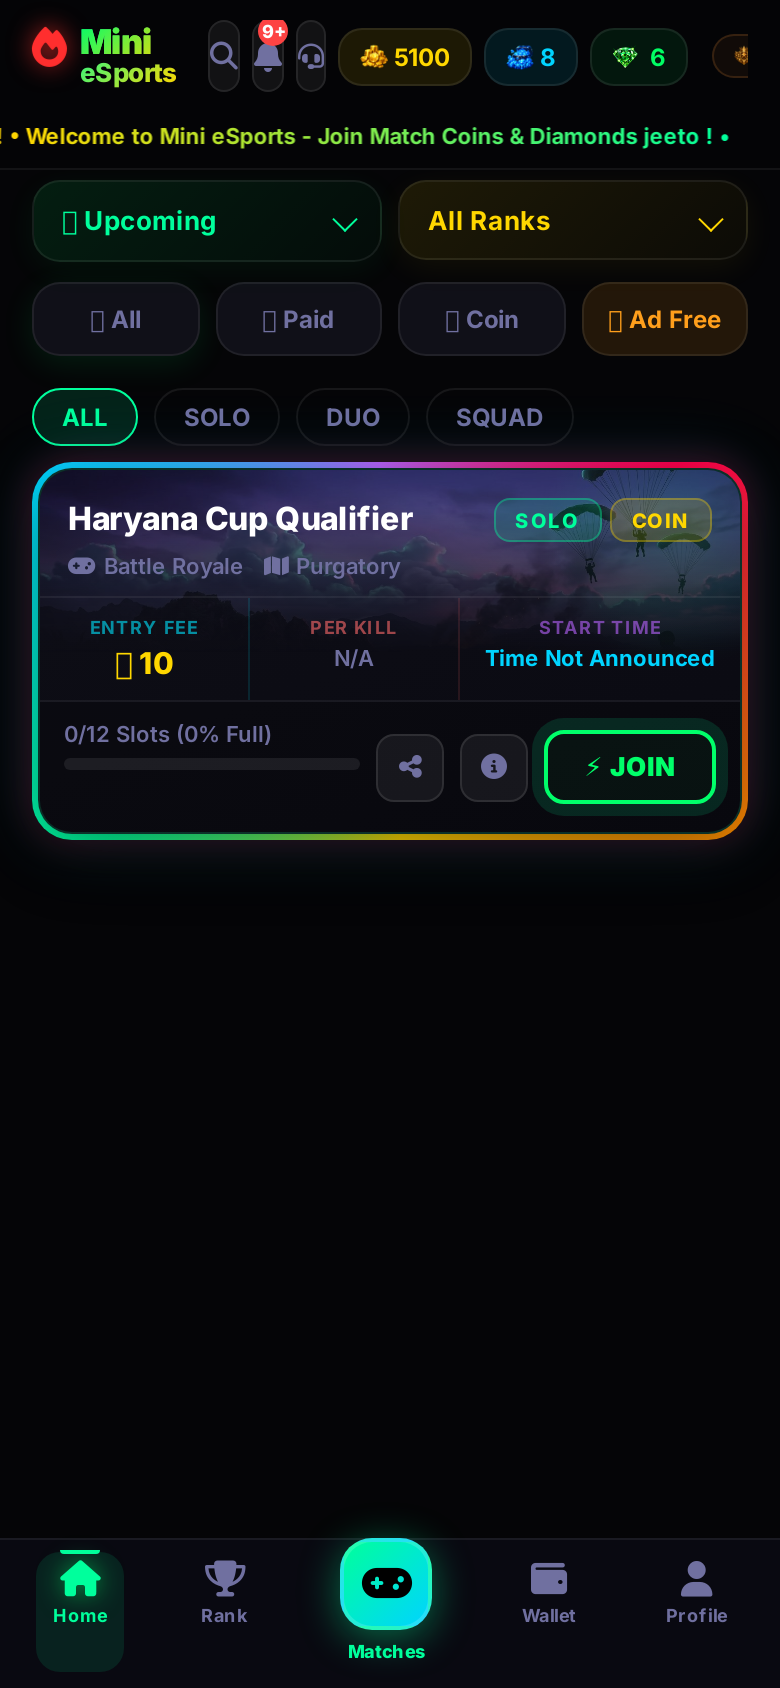 Mini
eSports
9+
5100
8
6
! • Welcome to Mini eSports - Join Match Coins & Diamonds jeeto ! •
Upcoming
All Ranks
All
Paid
Coin
Ad Free
ALL
SOLO
DUO
SQUAD
Haryana Cup Qualifier
SOLO
COIN
Battle Royale
Purgatory
ENTRY FEE
10
PER KILL
N/A
START TIME
Time Not Announced
0/12 Slots (0% Full)
⚡ JOIN
Home
Rank
Matches
Wallet
Profile